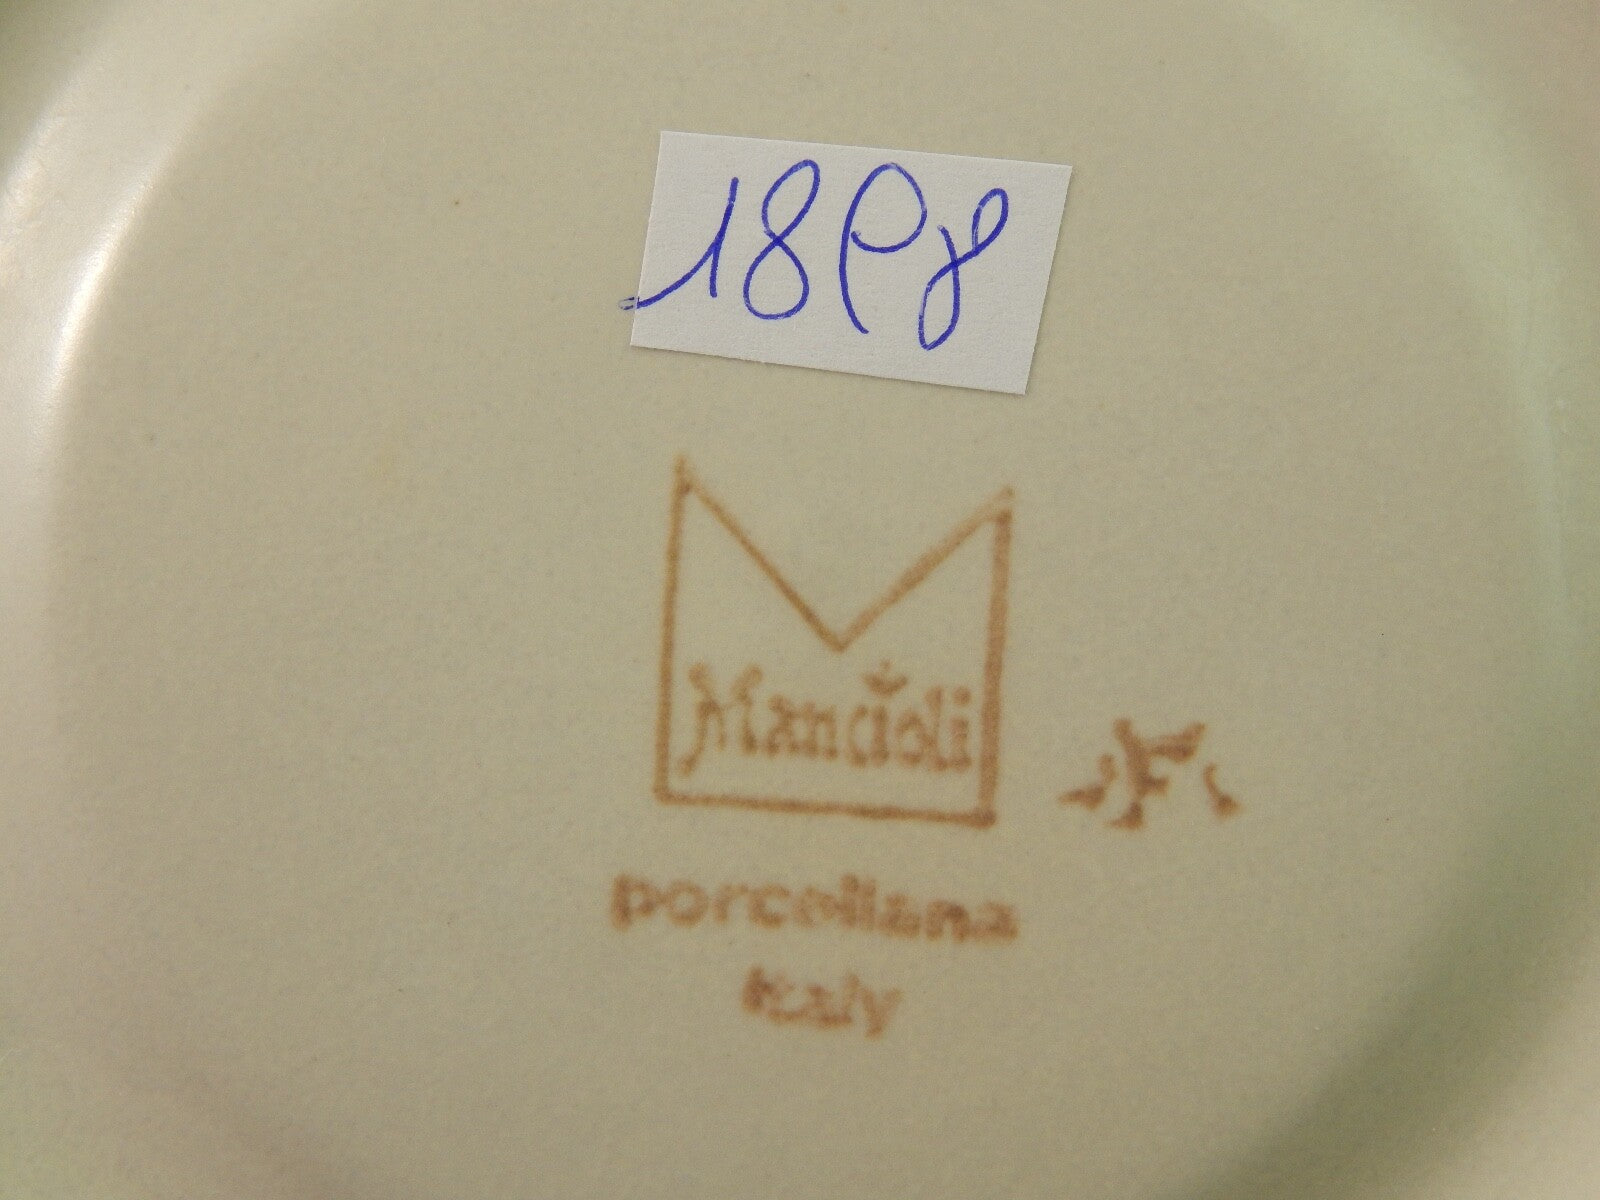 18P8
Mancioli
porcellana
Italy